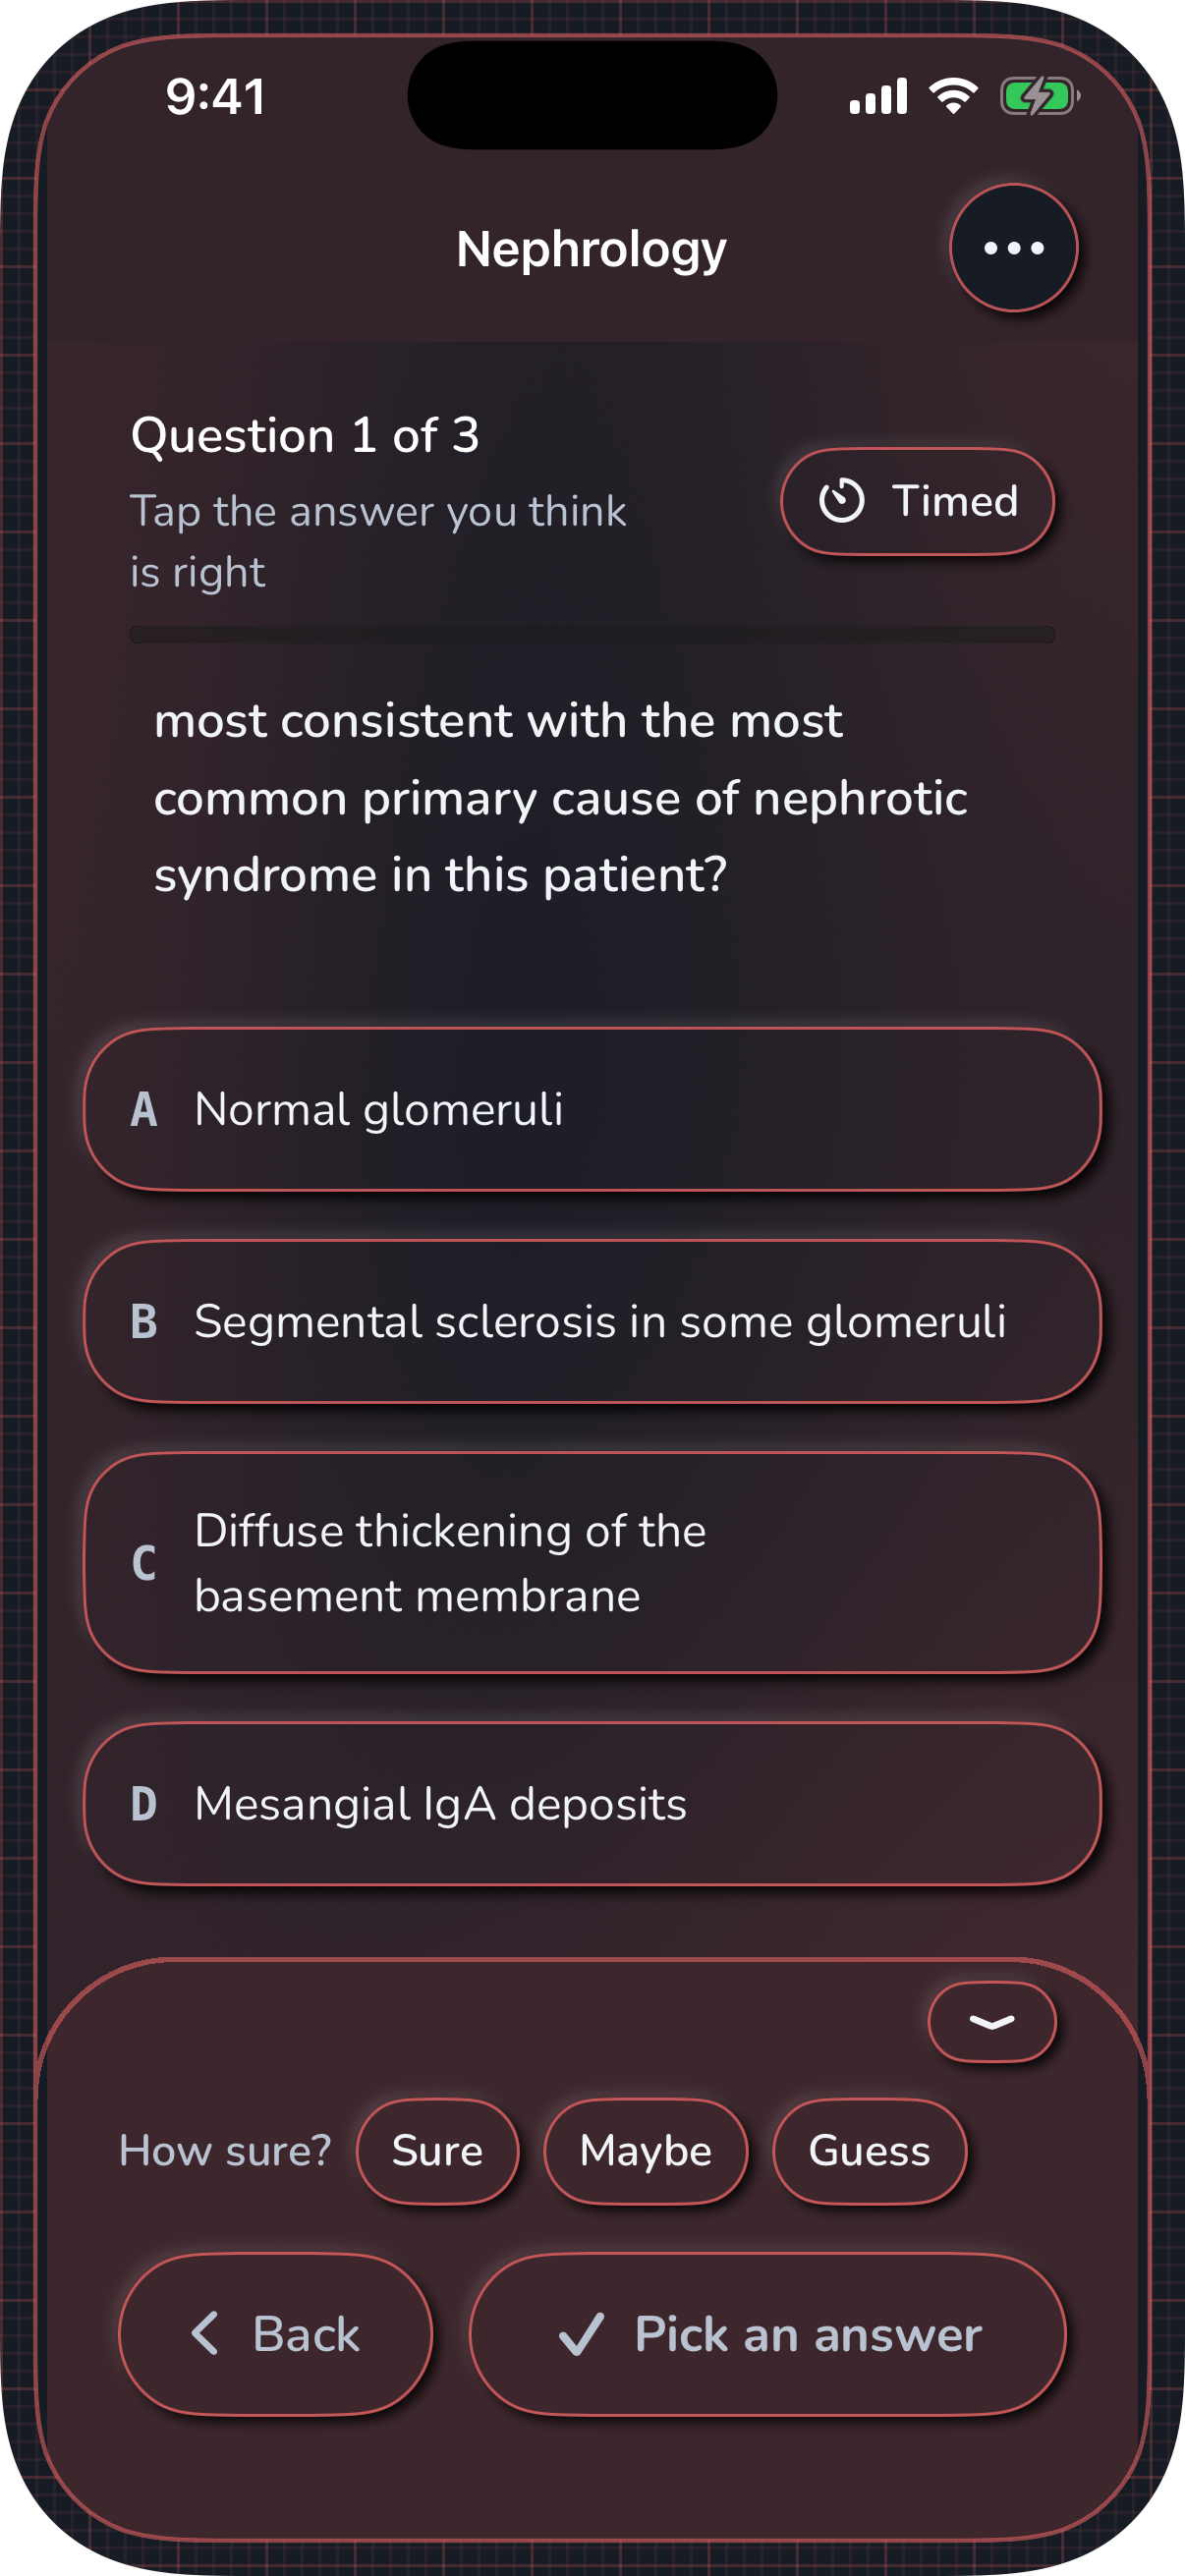 9:41
Nephrology
Question 1 of 3
Tap the answer you think
is right
Timed
most consistent with the most
common primary cause of nephrotic
syndrome in this patient?
A Normal glomeruli
B Segmental sclerosis in some glomeruli
C Diffuse thickening of the
basement membrane
D Mesangial IgA deposits
How sure? Sure Maybe Guess
Back Pick an answer